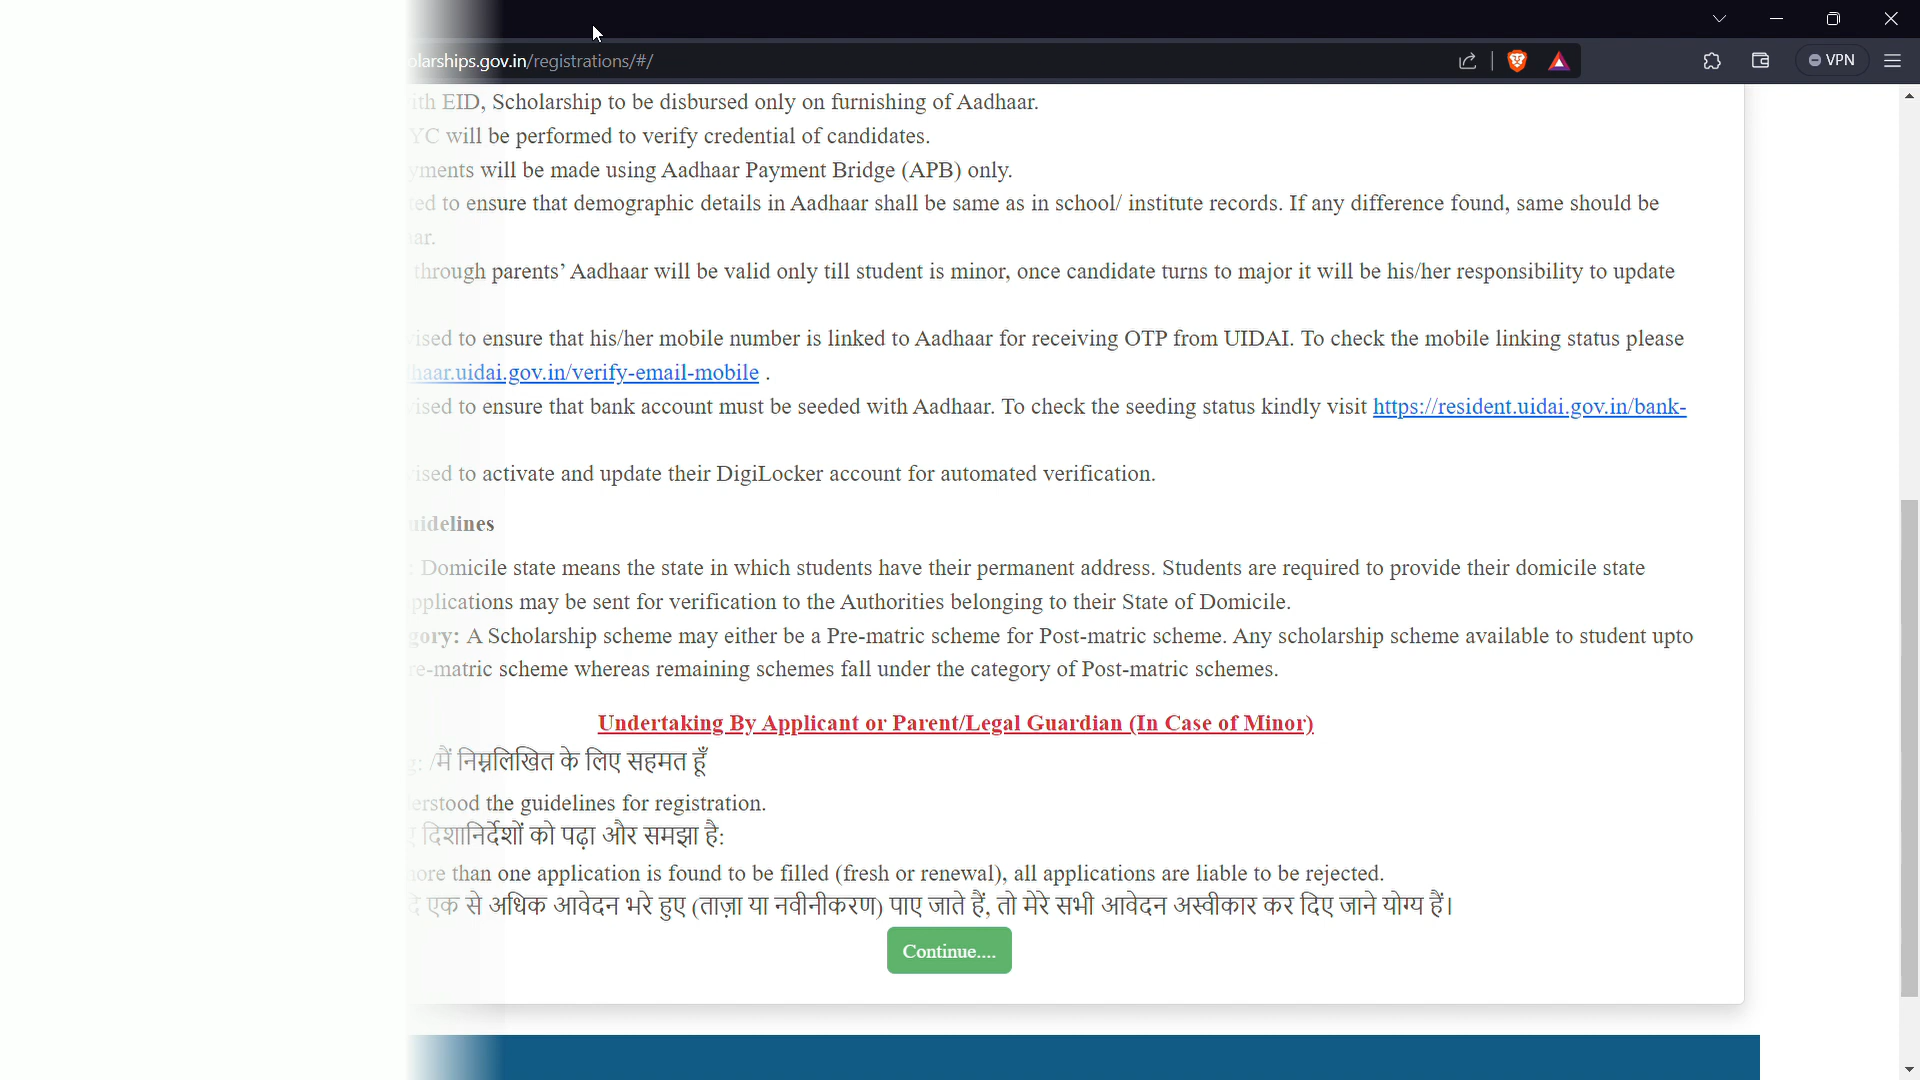 olarships.gov.in/registrations/#/
VPN
ith EID, Scholarship to be disbursed only on furnishing of Aadhaar.
YC will be performed to verify credential of candidates.
yments will be made using Aadhaar Payment Bridge (APB) only.
ed to ensure that demographic details in Aadhaar shall be same as in school/ institute records. If any difference found, same should be
ar.
through parents' Aadhaar will be valid only till student is minor, once candidate turns to major it will be his/her responsibility to update
ised to ensure that his/her mobile number is linked to Aadhaar for receiving OTP from UIDAI. To check the mobile linking status please
haar.uidai.gov.in/verify-email-mobile .
ised to ensure that bank account must be seeded with Aadhaar. To check the seeding status kindly visit https://resident.uidai.gov.in/bank-
ised to activate and update their DigiLocker account for automated verification.
uidelines
: Domicile state means the state in which students have their permanent address. Students are required to provide their domicile state
pplications may be sent for verification to the Authorities belonging to their State of Domicile.
gory: A Scholarship scheme may either be a Pre-matric scheme for Post-matric scheme. Any scholarship scheme available to student upto
re-matric scheme whereas remaining schemes fall under the category of Post-matric schemes.
Undertaking By Applicant or Parent/Legal Guardian (In Case of Minor)
g: /मैं निम्नलिखित के लिए सहमत हूँ
erstood the guidelines for registration.
दिशानिर्देशों को पढ़ा और समझा है:
ore than one application is found to be filled (fresh or renewal), all applications are liable to be rejected.
एक से अधिक आवेदन भरे हुए (ताज़ा या नवीनीकरण) पाए जाते हैं, तो मेरे सभी आवेदन अस्वीकार कर दिए जाने योग्य हैं।
Continue....